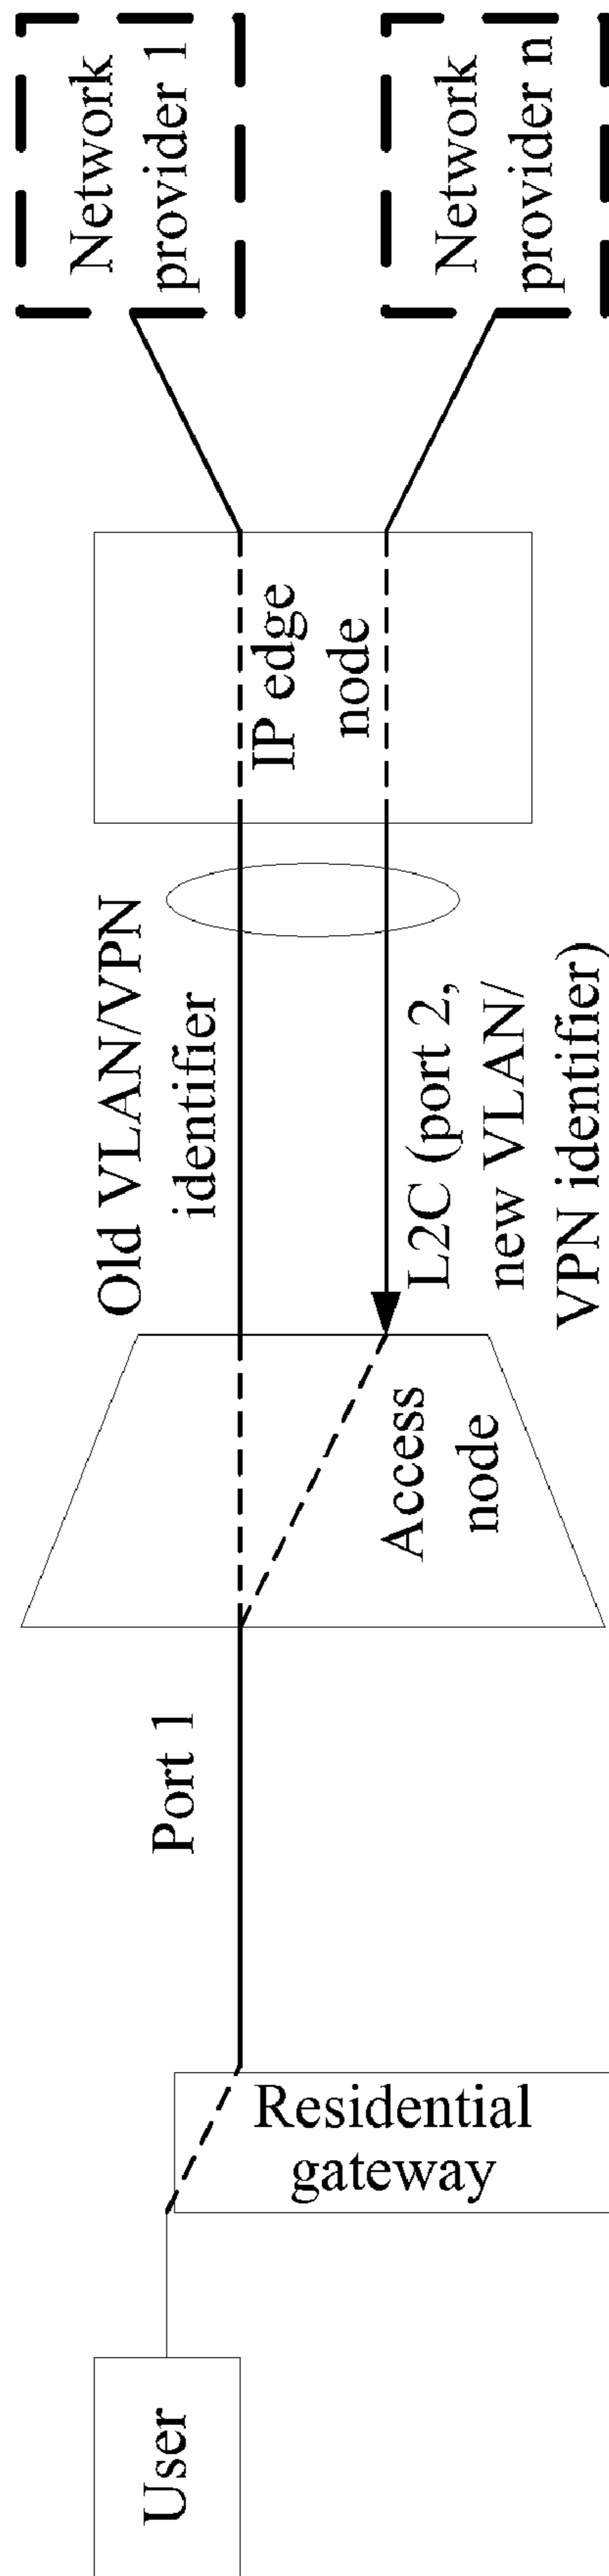 Network
provider 1
Network
provider n
IP edge
node
Old VLAN/VPN
identifier
L2C (port 2,
new VLAN/
VPN identifier)
Access
node
Port 1
Residential
gateway
User